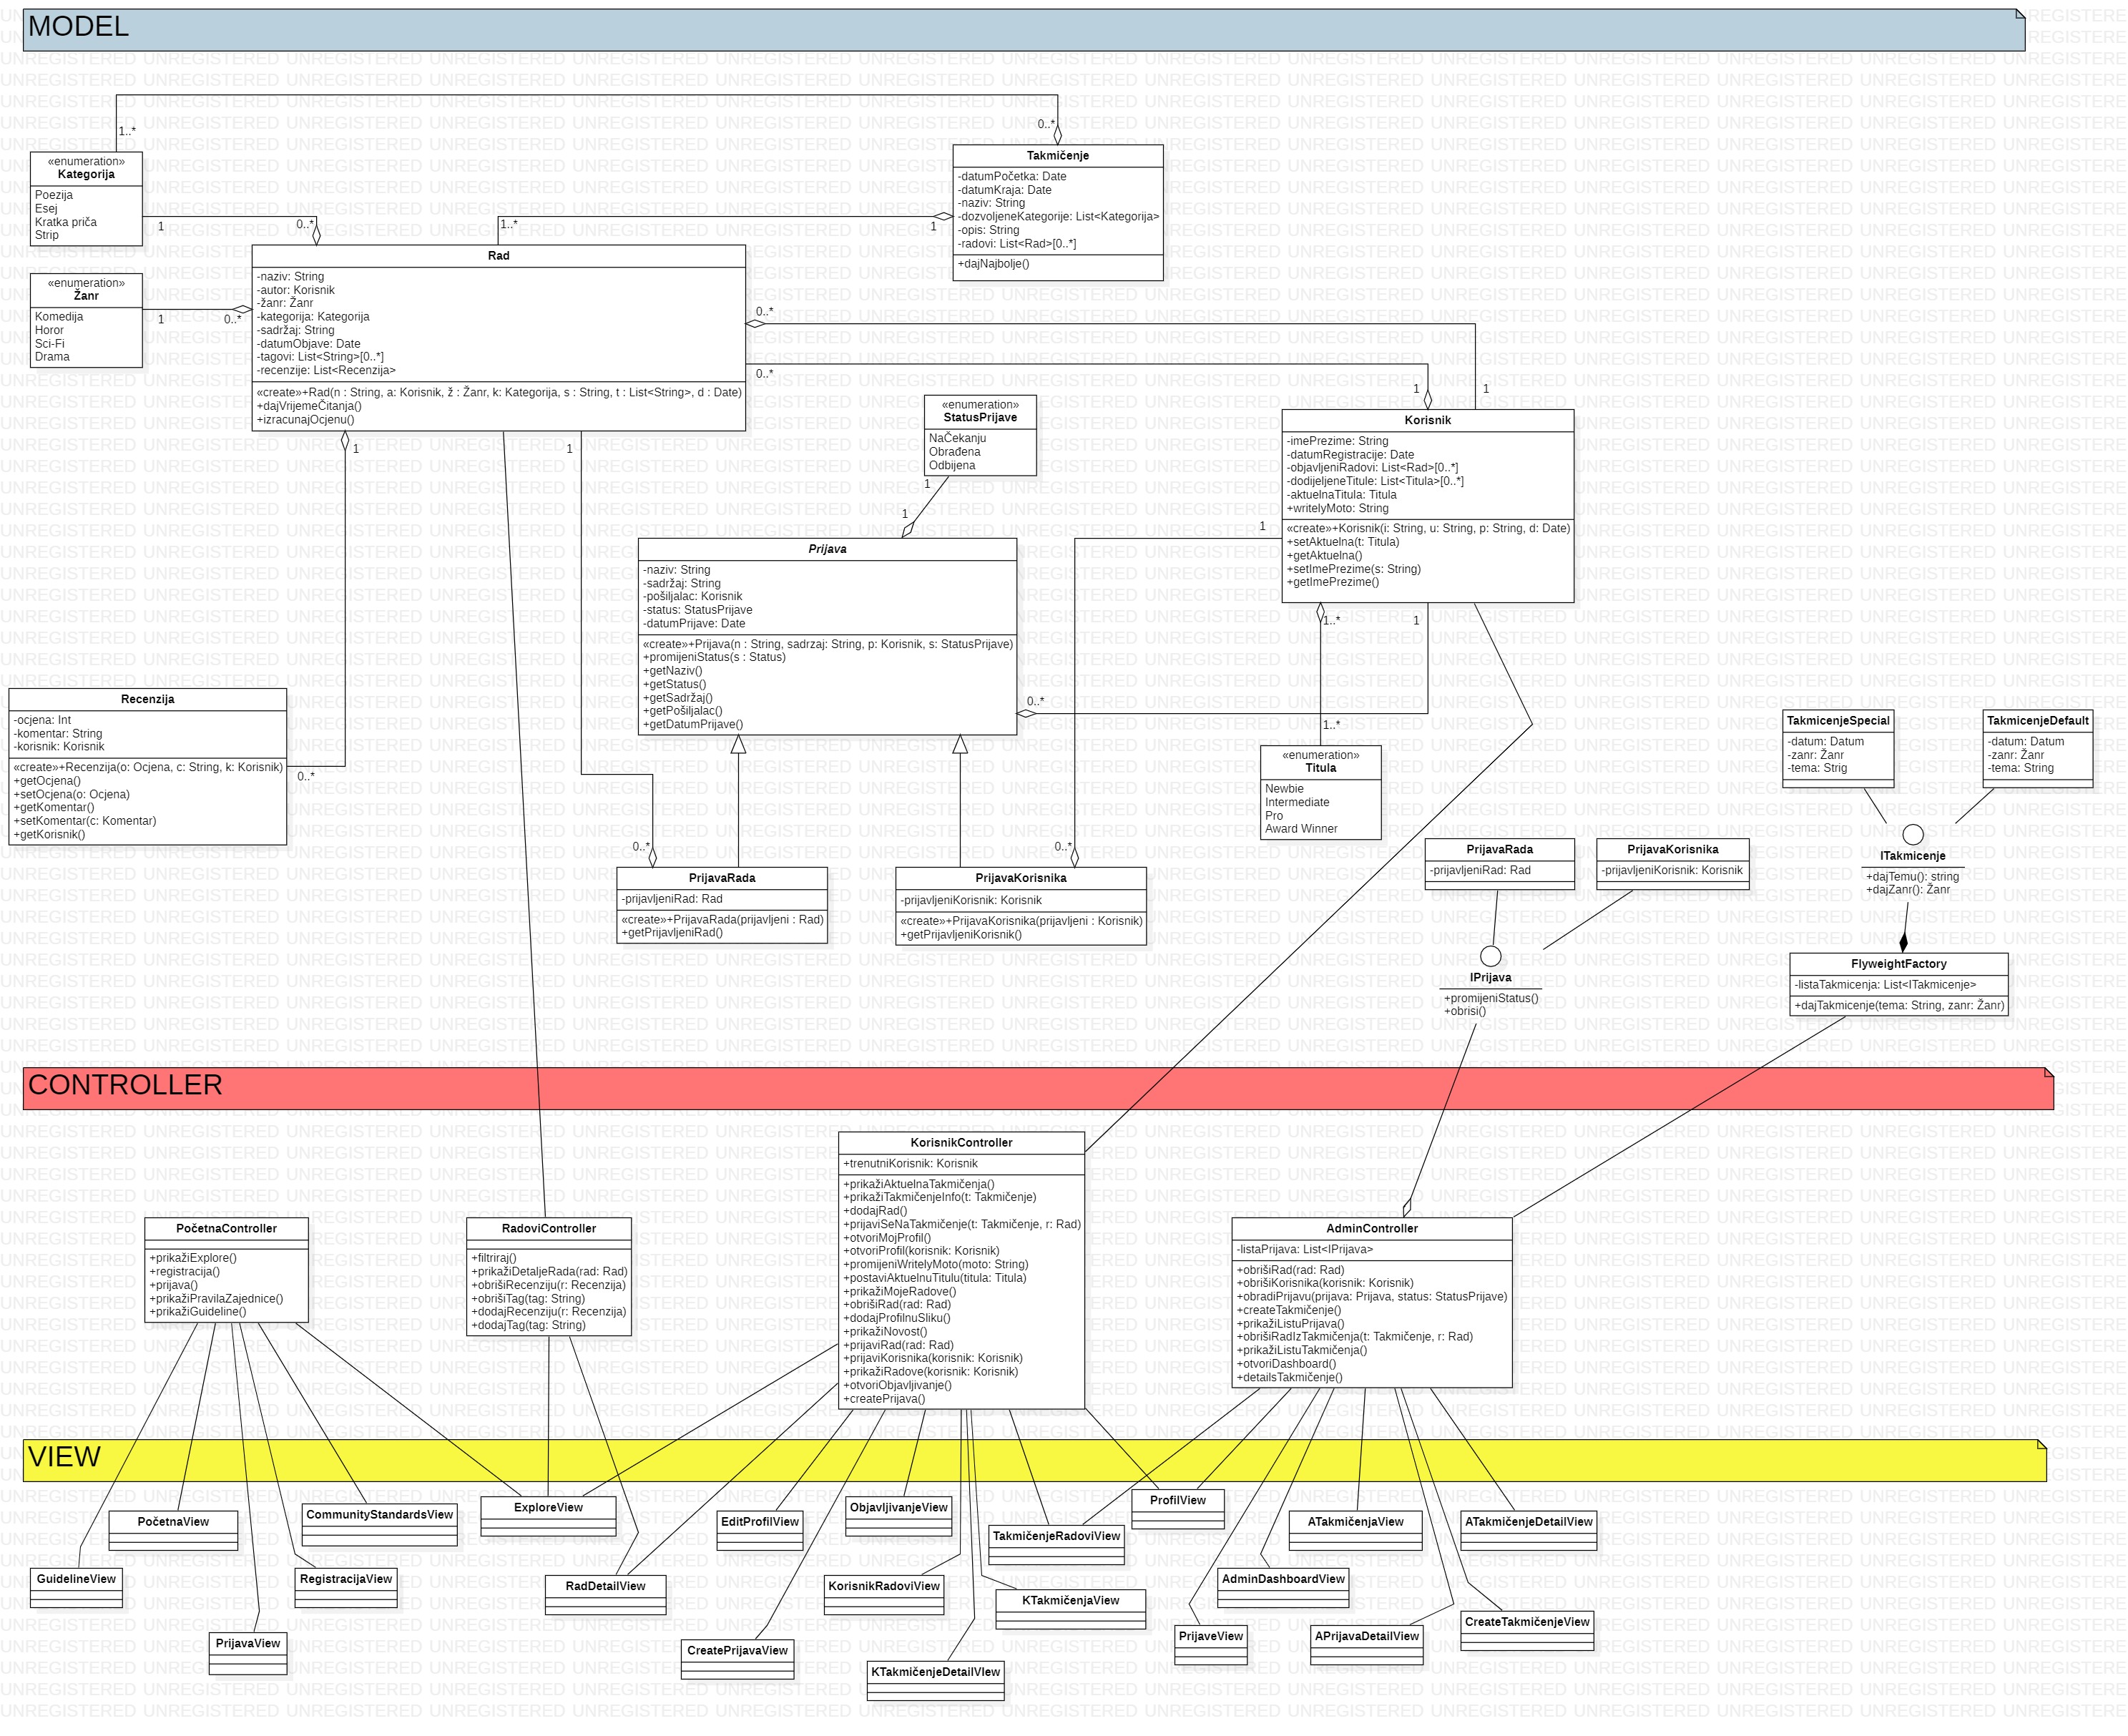 MODEL
1..*
0..*
«enumeration»
Kategorija
Poezija
Esej
Kratka priča
Strip
1
0..*
Takmičenje
-datumPočetka: Date
-datumKraja: Date
-naziv: String
-dozvoljeneKategorije: List<Kategorija>
-opis: String
-radovi: List<Rad>[0..*]
+dajNajbolje()
1..*
1
«enumeration»
Žanr
Komedija
Horor
Sci-Fi
Drama
1
0..*
Rad
-naziv: String
-autor: Korisnik
-žanr: Žanr
-kategorija: Kategorija
-sadržaj: String
-datumObjave: Date
-tagovi: List<String>[0..*]
-recenzije: List<Recenzija>
«create»+Rad(n : String, a: Korisnik, ž : Žanr, k: Kategorija, s : String, t : List<String>, d : Date)
+dajVrijemeČitanja()
+izracunajOcjenu()
0..*
0..*
1
1
1
1
«enumeration»
StatusPrijave
NaČekanju
Obrađena
Odbijena
1
1
Korisnik
-imePrezime: String
-datumRegistracije: Date
-objavljeniRadovi: List<Rad>[0..*]
-dodijeljeneTitule: List<Titula>[0..*]
-aktuelnaTitula: Titula
+writelyMoto: String
«create»+Korisnik(i: String, u: String, p: String, d: Date)
+setAktuelna(t: Titula)
+getAktuelna()
+setImePrezime(s: String)
+getImePrezime()
1
1..*
1
Prijava
-naziv: String
-sadržaj: String
-pošiljalac: Korisnik
-status: StatusPrijave
-datumPrijave: Date
«create»+Prijava(n : String, sadrzaj: String, p: Korisnik, s: StatusPrijave)
+promijeniStatus(s : Status)
+getNaziv()
+getStatus()
+getSadržaj()
+getPošiljalac()
+getDatumPrijave()
0..*
1..*
Recenzija
-ocjena: Int
-komentar: String
-korisnik: Korisnik
«create»+Recenzija(o: Ocjena, c: String, k: Korisnik)
+getOcjena()
+setOcjena(o: Ocjena)
+getKomentar()
+setKomentar(c: Komentar)
+getKorisnik()
0..*
«enumeration»
Titula
Newbie
Intermediate
Pro
Award Winner
TakmicenjeSpecial
-datum: Datum
-zanr: Žanr
-tema: Strig
TakmicenjeDefault
-datum: Datum
-zanr: Žanr
-tema: String
0..*
0..*
PrijavaRada
-prijavljeniRad: Rad
«create»+PrijavaRada(prijavljeni : Rad)
+getPrijavljeniRad()
PrijavaKorisnika
-prijavljeniKorisnik: Korisnik
«create»+PrijavaKorisnika(prijavljeni : Korisnik)
+getPrijavljeniKorisnik()
PrijavaRada
-prijavljeniRad: Rad
PrijavaKorisnika
-prijavljeniKorisnik: Korisnik
ITakmicenje
+dajTemu(): string
+dajZanr(): Žanr
IPrijava
+promijeniStatus()
+obrisi()
FlyweightFactory
-listaTakmicenja: List<ITakmicenje>
+dajTakmicenje(tema: String, zanr: Žanr)
CONTROLLER
PočetnaController
+prikažiExplore()
+registracija()
+prijava()
+prikažiPravilaZajednice()
+prikažiGuideline()
RadoviController
+filtriraj()
+prikažiDetaljeRada(rad: Rad)
+obrišiRecenziju(r: Recenzija)
+obrišiTag(tag: String)
+dodajRecenziju(r: Recenzija)
+dodajTag(tag: String)
KorisnikController
+trenutniKorisnik: Korisnik
+prikažiAktuelnaTakmičenja()
+prikažiTakmičenjeInfo(t: Takmičenje)
+dodajRad()
+prijaviSeNaTakmičenje(t: Takmičenje, r: Rad)
+otvoriMojProfil()
+otvoriProfil(korisnik: Korisnik)
+promijeniWritelyMoto(moto: String)
+postaviAktuelnuTitulu(titula: Titula)
+prikažiMojeRadove()
+obrišiRad(rad: Rad)
+dodajProfilnuSliku()
+prikažiNovost()
+prijaviRad(rad: Rad)
+prijaviKorisnika(korisnik: Korisnik)
+prikažiRadove(korisnik: Korisnik)
+otvoriObjavljivanje()
+createPrijava()
AdminController
-listaPrijava: List<IPrijava>
+obrišiRad(rad: Rad)
+obrišiKorisnika(korisnik: Korisnik)
+obradiPrijavu(prijava: Prijava, status: StatusPrijave)
+createTakmičenje()
+prikažiListuPrijava()
+obrišiRadIzTakmičenja(t: Takmičenje, r: Rad)
+prikažiListuTakmičenja()
+otvoriDashboard()
+detailsTakmičenje()
VIEW
PočetnaView
CommunityStandardsView
ExploreView
EditProfilView
ObjavljivanjeView
TakmičenjeRadoviView
ProfilView
ATakmičenjaView
ATakmičenjeDetailView
GuidelineView
RegistracijaView
RadDetailView
KorisnikRadoviView
KTakmičenjaView
AdminDashboardView
PrijavaView
CreatePrijavaView
KTakmičenjeDetailVIew
PrijaveView
APrijavaDetailView
CreateTakmičenjeView